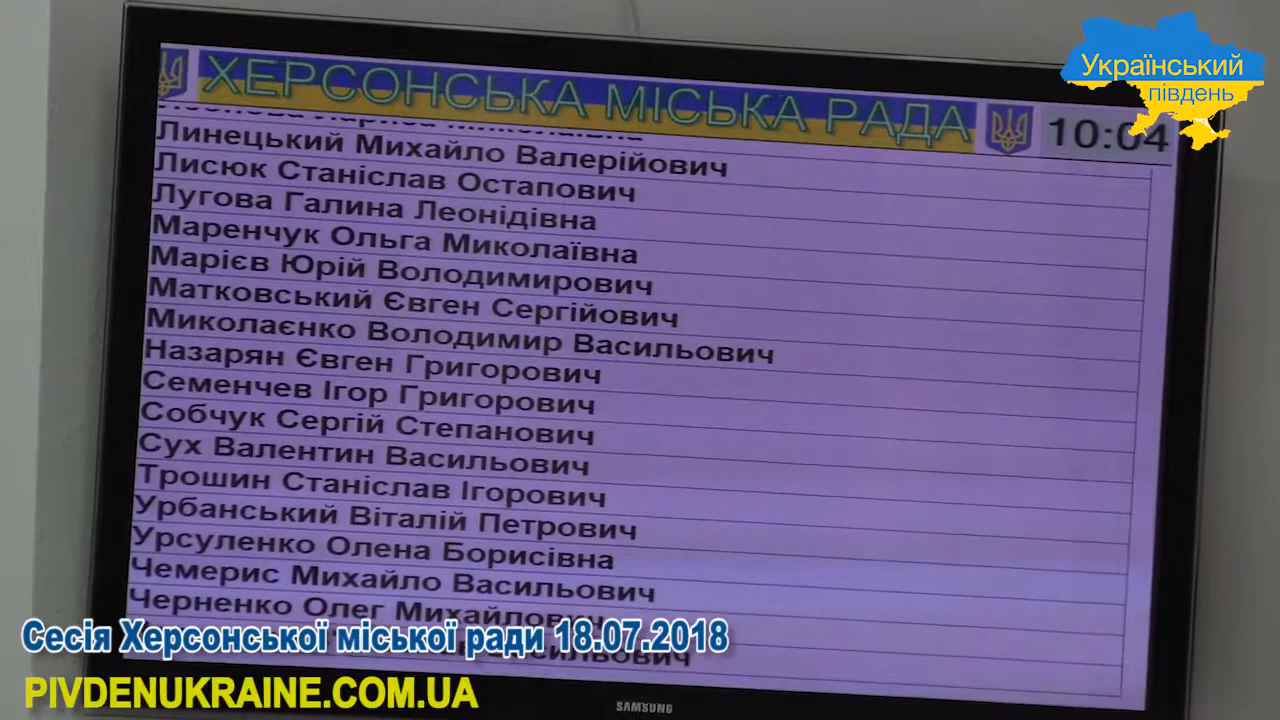 ХЕРСОНСЬКА МІСЬКА РАДА
10:04
Український
південь
Линецький Михайло Валерійович
Лисюк Станіслав Остапович
Лугова Галина Леонідівна
Маренчук Ольга Миколаївна
Марієв Юрій Володимирович
Матковський Євген Сергійович
Миколаєнко Володимир Васильович
Назарян Євген Григорович
Семенчев Ігор Григорович
Собчук Сергій Степанович
Сух Валентин Васильович
Трошин Станіслав Ігорович
Урбанський Віталій Петрович
Урсуленко Олена Борисівна
Чемерис Михайло Васильович
Черненко Олег Михайлович
Сесія Херсонської міської ради 18.07.2018
PIVDENUKRAINE.COM.UA
SAMSUNG